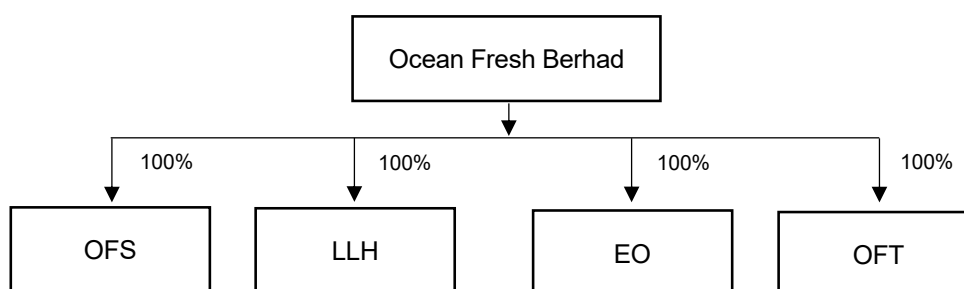 Ocean Fresh Berhad
100%
100%
100%
100%
OFS
LLH
EO
OFT